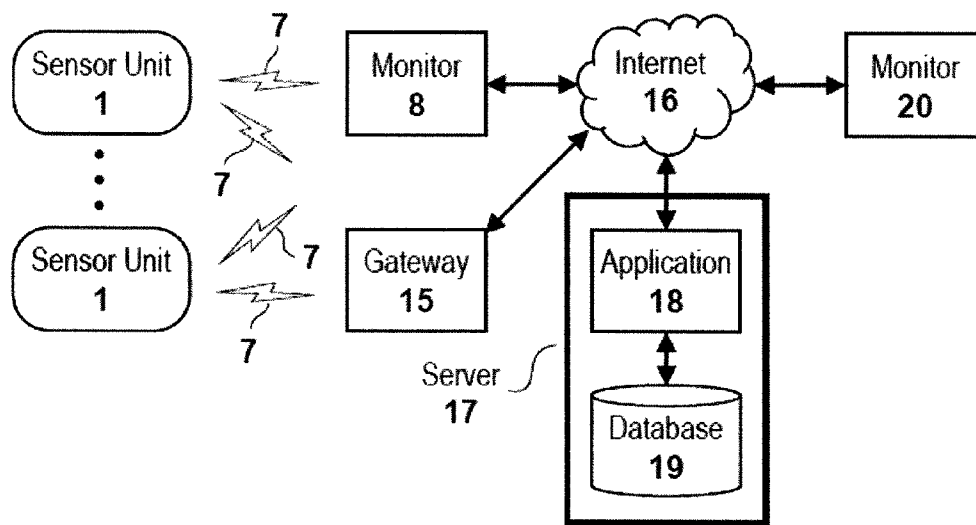 7
Sensor Unit
1
Monitor
8
Internet
16
Monitor
20
7
7
Sensor Unit
1
7
Gateway
15
Application
18
Server
17
Database
19